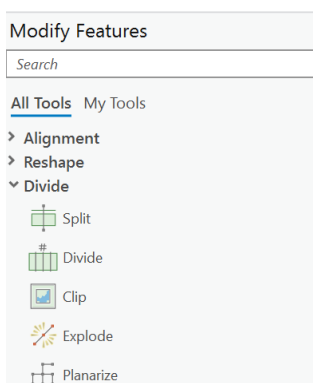 Modify Features
Search
All Tools My Tools
Alignment
Reshape
Divide
Split
# Divide
Clip
Explode
Planarize